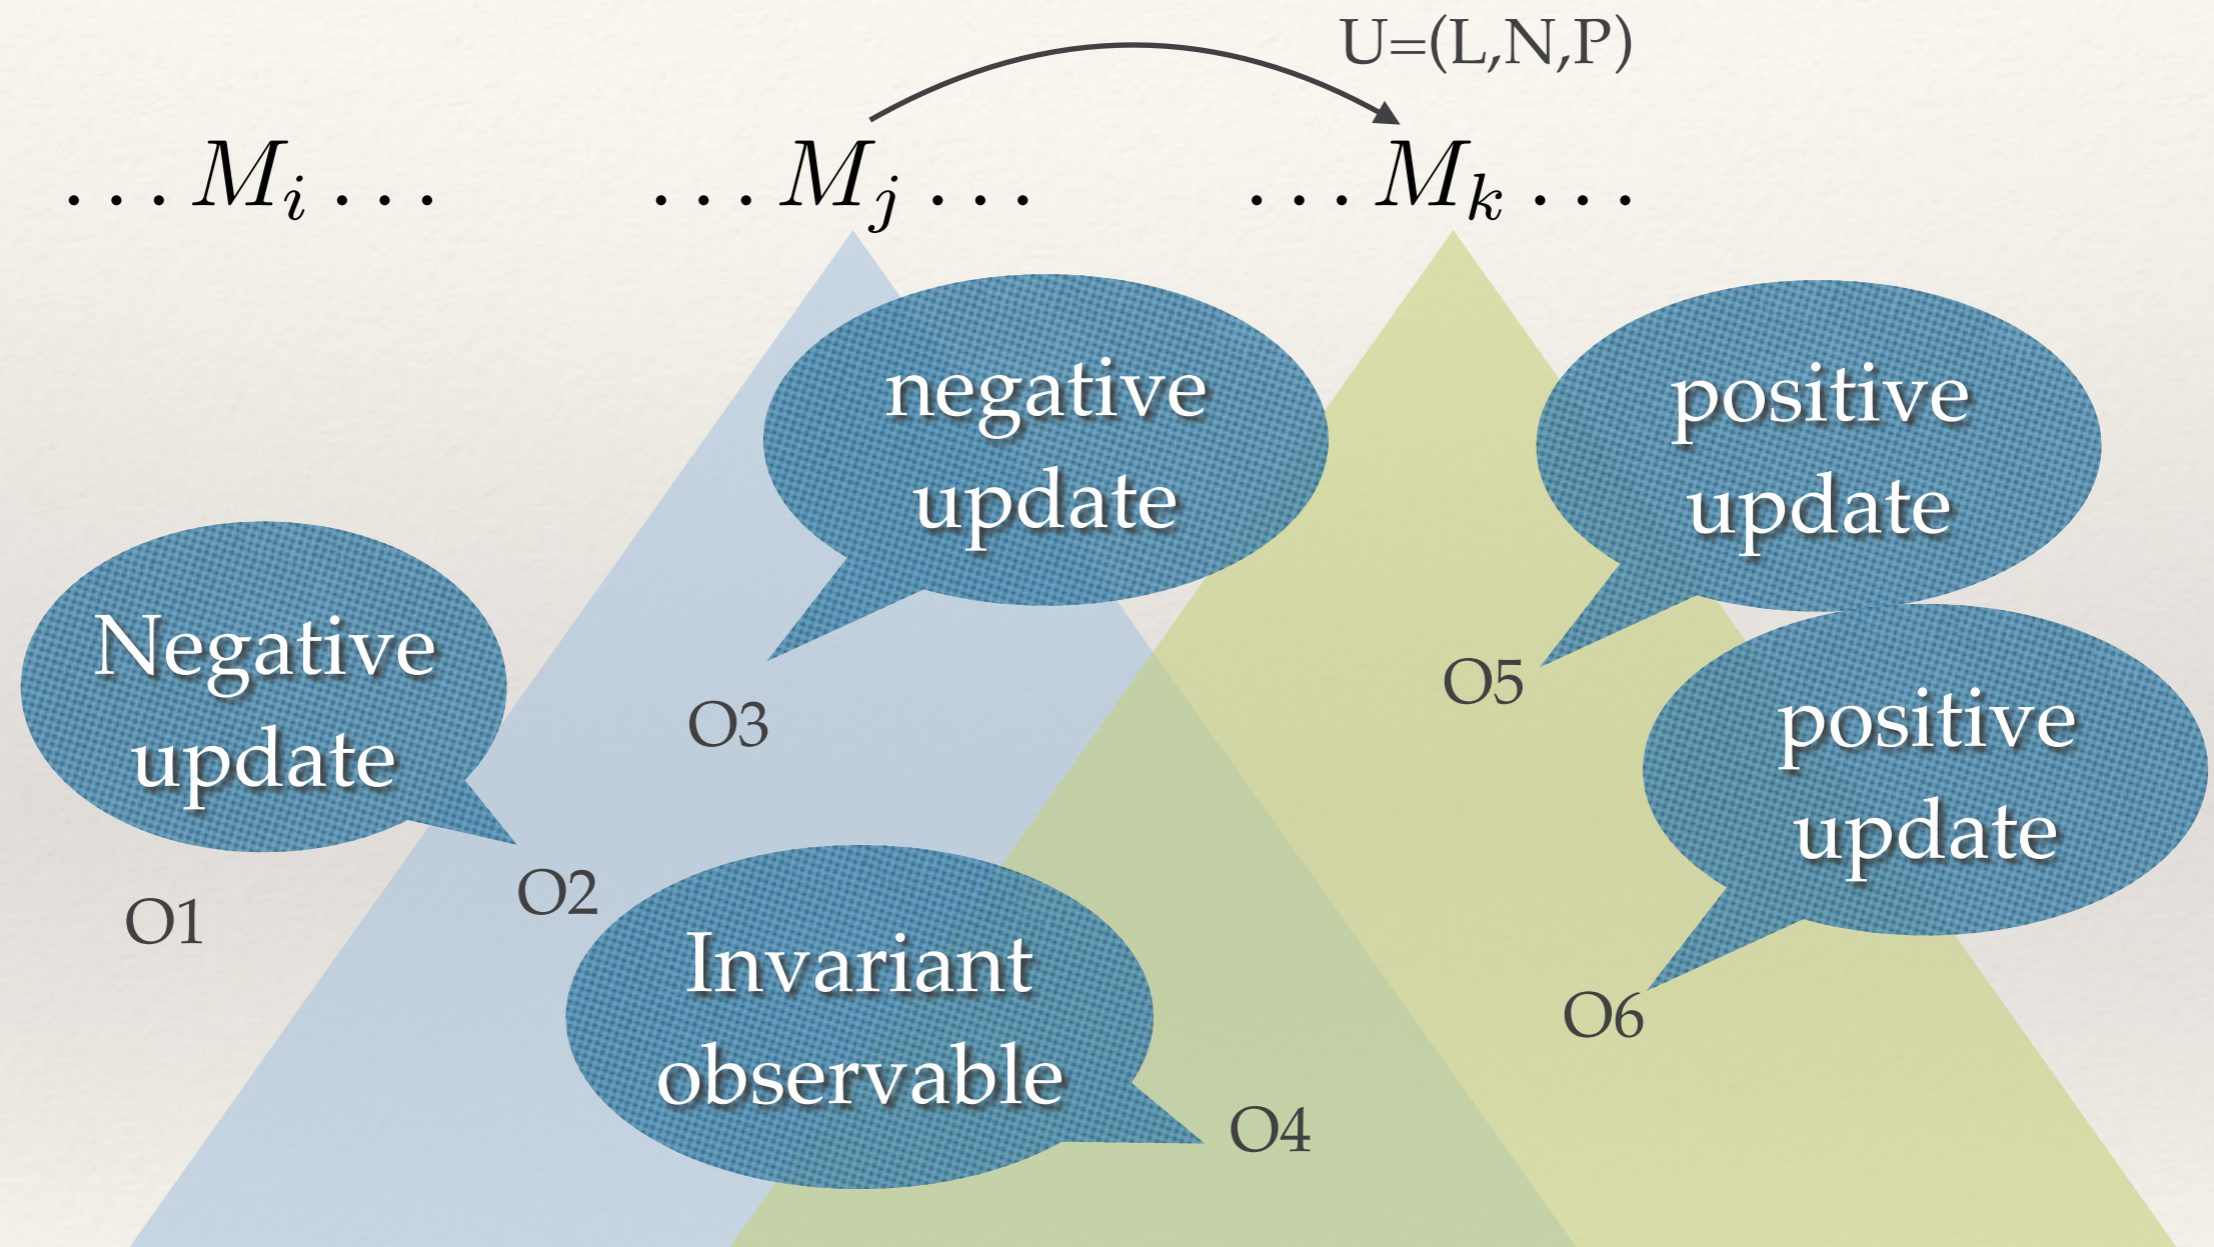 U=(L,N,P)
...M_i...
...M_j...
...M_k...
negative
update
positive
update
Negative
update
O3
O5
positive
update
O2
O1
Invariant
observable
O6
O4